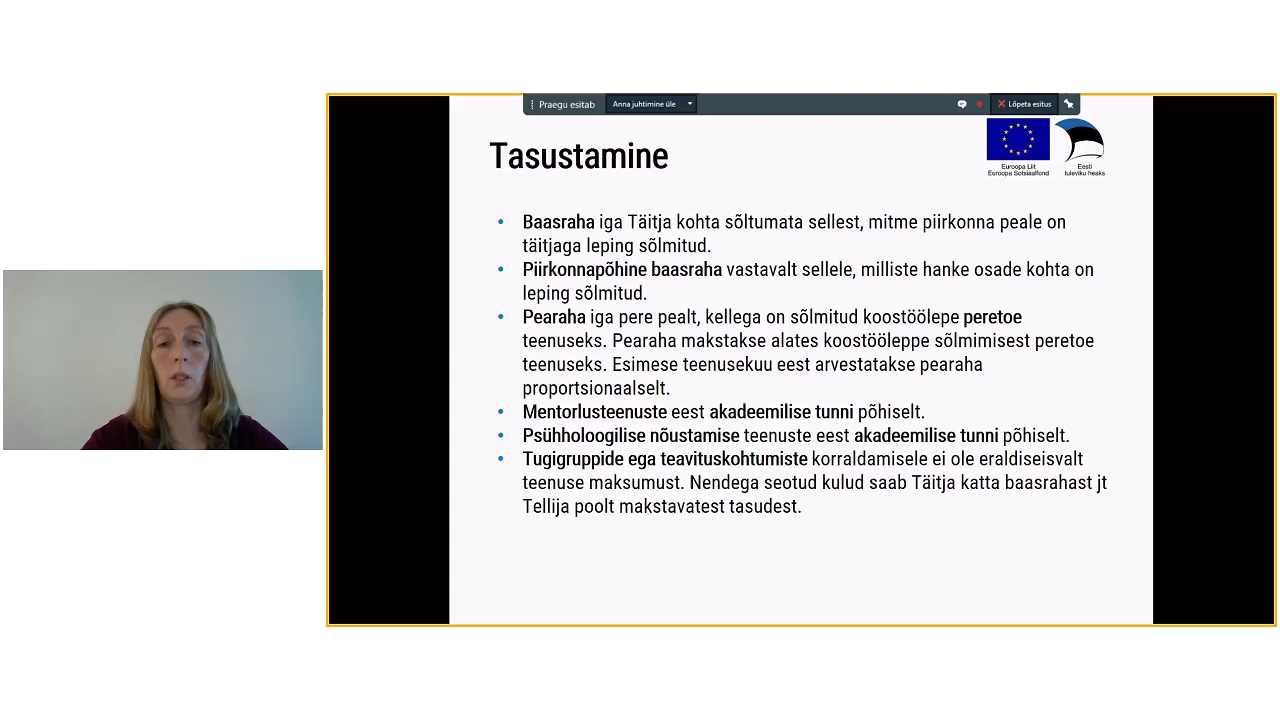 Praegu esitab
Anna juhtimine üle
Lõpeta esitus
Tasustamine
Euroopa Liit
Euroopa Sotsiaalfond
Eesti
tuleviku heaks
• Baasraha iga Täitja kohta sõltumata sellest, mitme piirkonna peale on
täitjaga leping sõlmitud.
• Piirkonnapõhine baasraha vastavalt sellele, milliste hanke osade kohta on
leping sõlmitud.
• Pearaha iga pere pealt, kellega on sõlmitud koostöölepe peretoe
teenuseks. Pearaha makstakse alates koostööleppe sõlmimisest peretoe
teenuseks. Esimese teenusekuu eest arvestatakse pearaha
proportsionaalselt.
• Mentorlusteenuste eest akadeemilise tunni põhiselt.
• Psühholoogilise nõustamise teenuste eest akadeemilise tunni põhiselt.
• Tugigruppide ega teavituskohtumiste korraldamisele ei ole eraldiseisvalt
teenuse maksumust. Nendega seotud kulud saab Täitja katta baasrahast jt
Tellija poolt makstavatest tasudest.